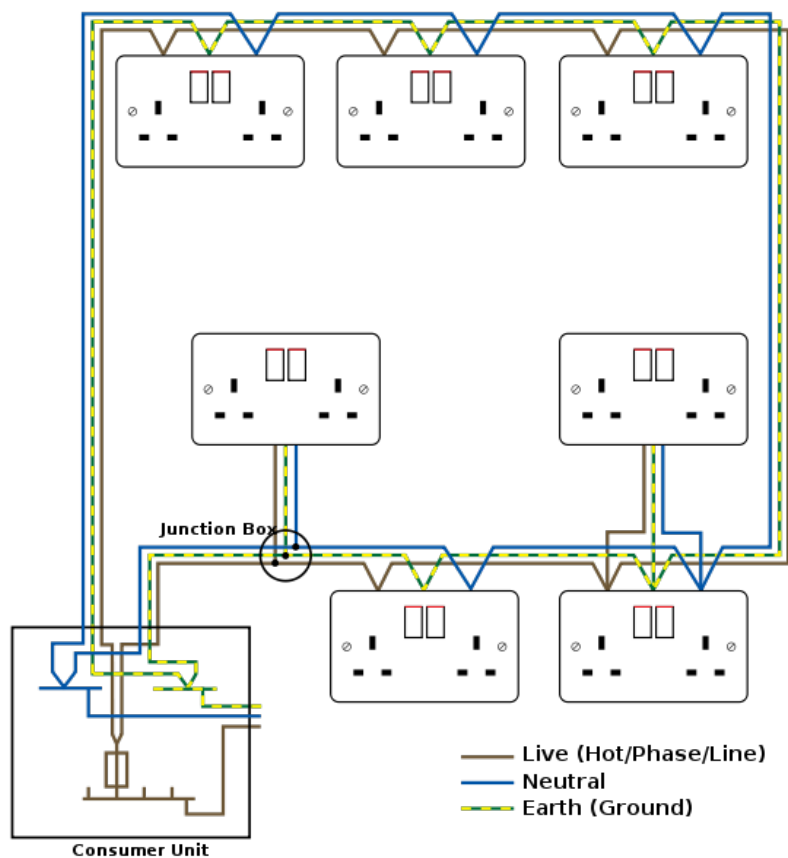 Junction Box
Live (Hot/Phase/Line)
Neutral
Earth (Ground)
Consumer Unit